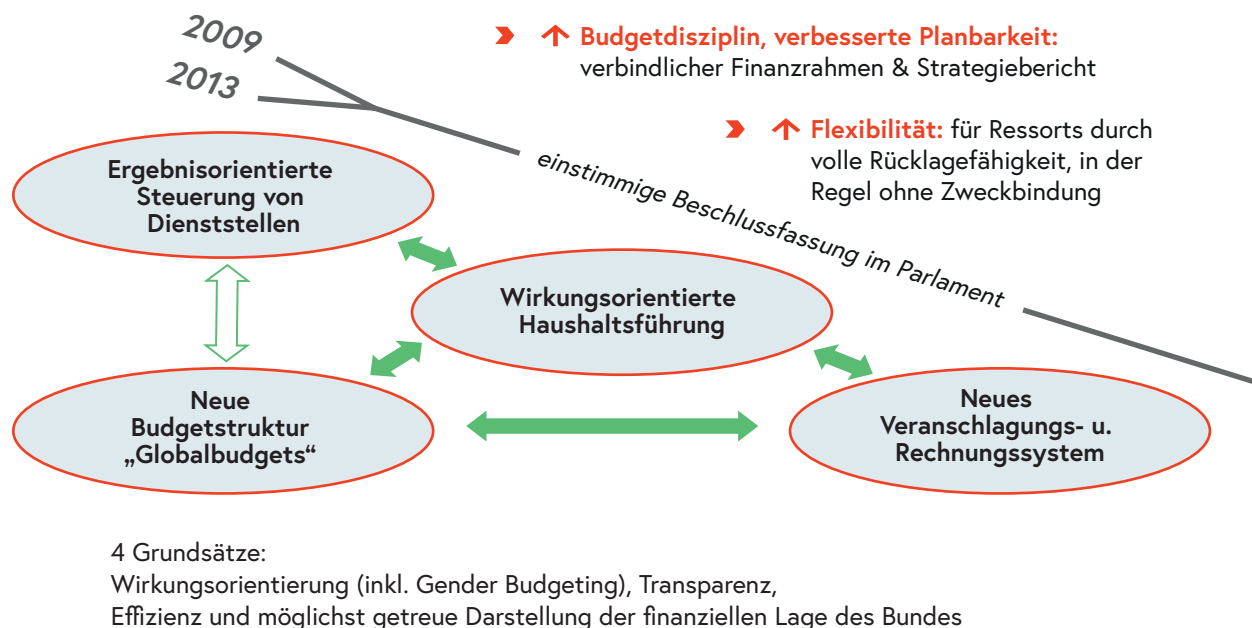 2009
2013
Budgetdisziplin, verbesserte Planbarkeit:
verbindlicher Finanzrahmen & Strategiebericht
Flexibilität: für Ressorts durch
volle Rücklagefähigkeit, in der
Regel ohne Zweckbindung
einstimmige Beschlussfassung im Parlament
Ergebnisorientierte
Steuerung von
Dienststellen
Wirkungsorientierte
Haushaltsführung
Neue
Budgetstruktur
„Globalbudgets“
Neues
Veranschlagungs- u.
Rechnungssystem
4 Grundsätze:
Wirkungsorientierung (inkl. Gender Budgeting), Transparenz,
Effizienz und möglichst getreue Darstellung der finanziellen Lage des Bundes